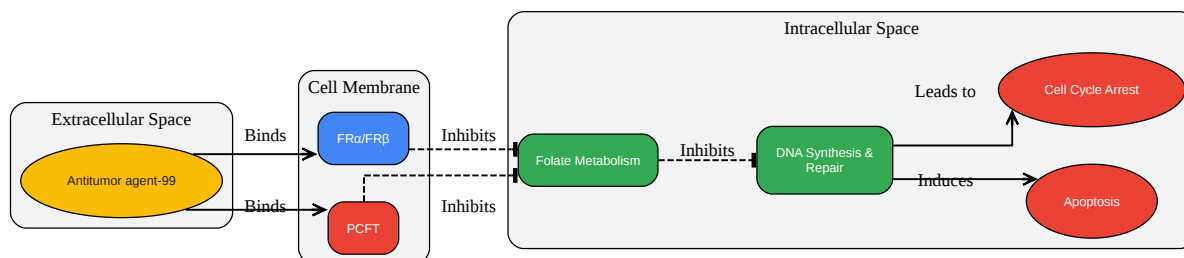 Intracellular Space
Cell Membrane
Extracellular Space
Binds
FRα/FRβ
Inhibits
Folate Metabolism
Inhibits
DNA Synthesis &
Repair
Leads to
Cell Cycle Arrest
Antitumor agent-99
Binds
PCFT
Inhibits
Induces
Apoptosis